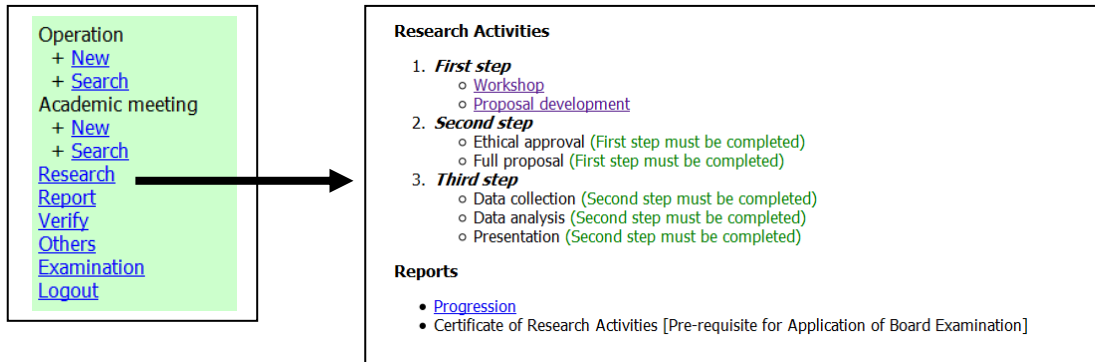 Operation
+ New
+ Search
Academic meeting
+ New
+ Search
Research
Report
Verify
Others
Examination
Logout
Research Activities
1. First step
○ Workshop
○ Proposal development
2. Second step
○ Ethical approval (First step must be completed)
○ Full proposal (First step must be completed)
3. Third step
○ Data collection (Second step must be completed)
○ Data analysis (Second step must be completed)
○ Presentation (Second step must be completed)
Reports
• Progression
• Certificate of Research Activities [Pre-requisite for Application of Board Examination]